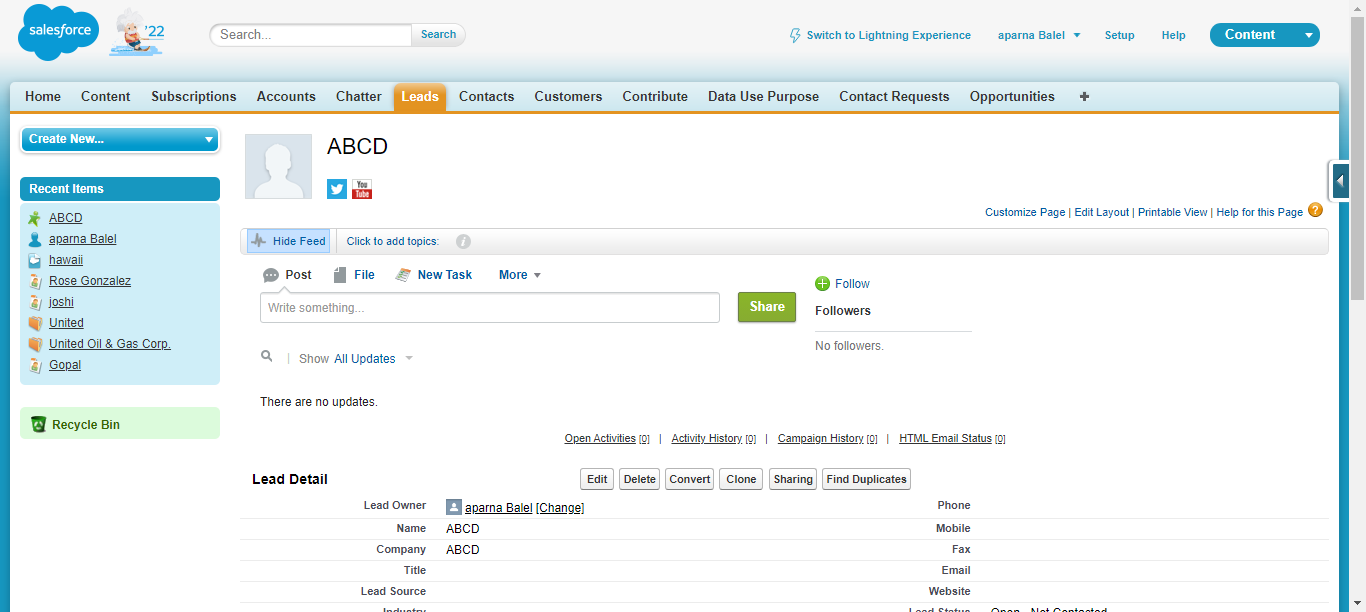 salesforce
'22
Search...
Search
Switch to Lightning Experience
aparna Balel
Setup
Help
Content
Home Content Subscriptions Accounts Chatter Leads Contacts Customers Contribute Data Use Purpose Contact Requests Opportunities +
Create New...
Recent Items
ABCD
aparna Balel
hawaii
Rose Gonzalez
joshi
United
United Oil & Gas Corp.
Gopal
Recycle Bin
ABCD
You
Tube
Customize Page | Edit Layout | Printable View | Help for this Page ?
Hide Feed
Click to add topics: i
Post File New Task More
Write something...
Share
Follow
Followers
No followers.
| Show All Updates
There are no updates.
Open Activities [0] | Activity History [0] | Campaign History [0] | HTML Email Status [0]
Lead Detail
Edit Delete Convert Clone Sharing Find Duplicates
Lead Owner aparna Balel [Change] Phone
Name ABCD Mobile
Company ABCD Fax
Title Email
Lead Source Website
Industry Lead Status Open - Not Contacted